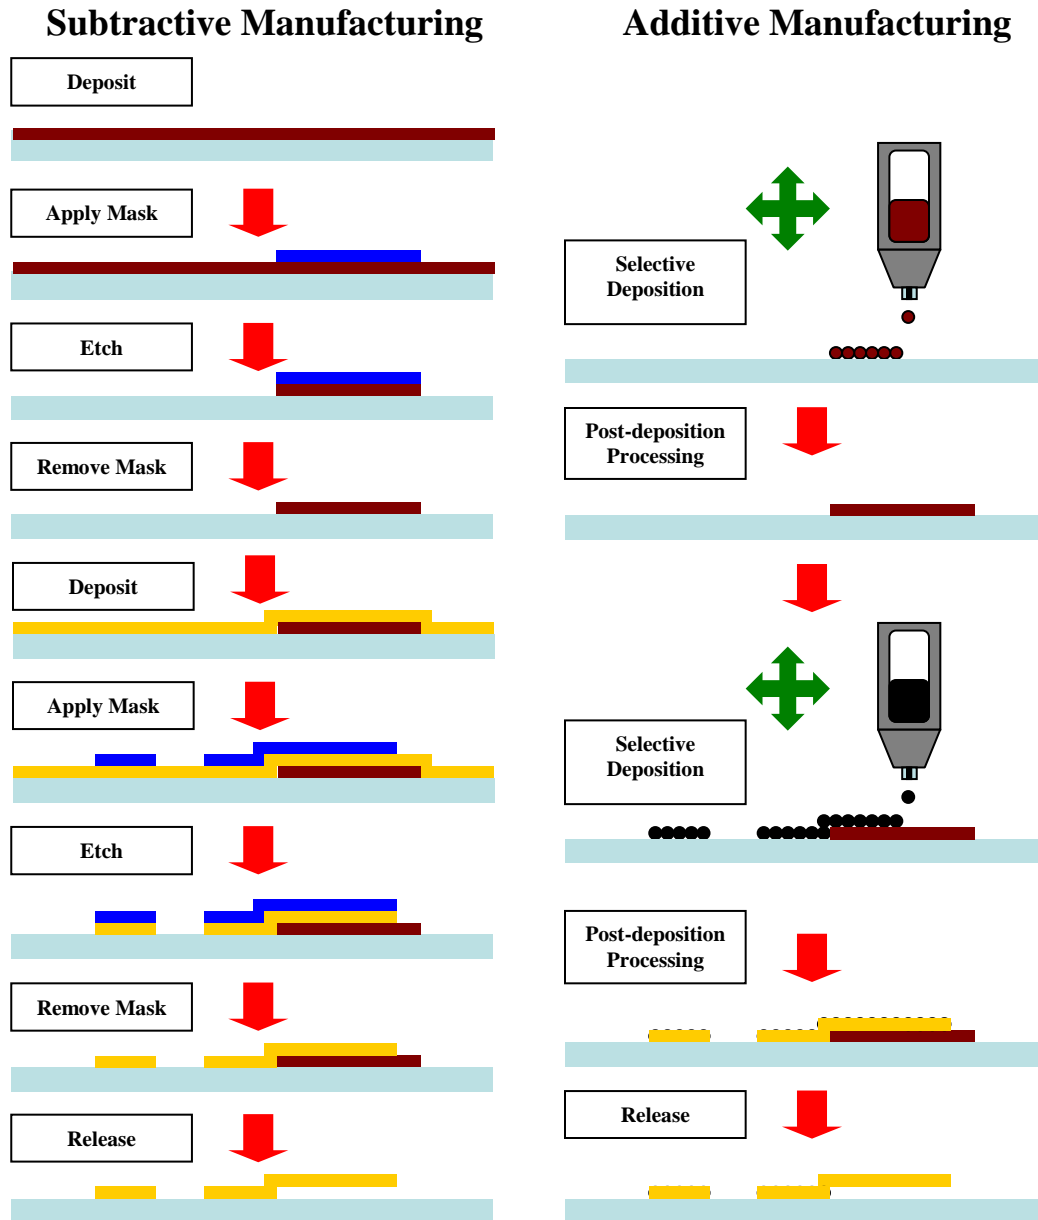 Subtractive Manufacturing
Deposit
Apply Mask
Etch
Remove Mask
Deposit
Apply Mask
Etch
Remove Mask
Release
Additive Manufacturing
Selective
Deposition
Post-deposition
Processing
Selective
Deposition
Post-deposition
Processing
Release